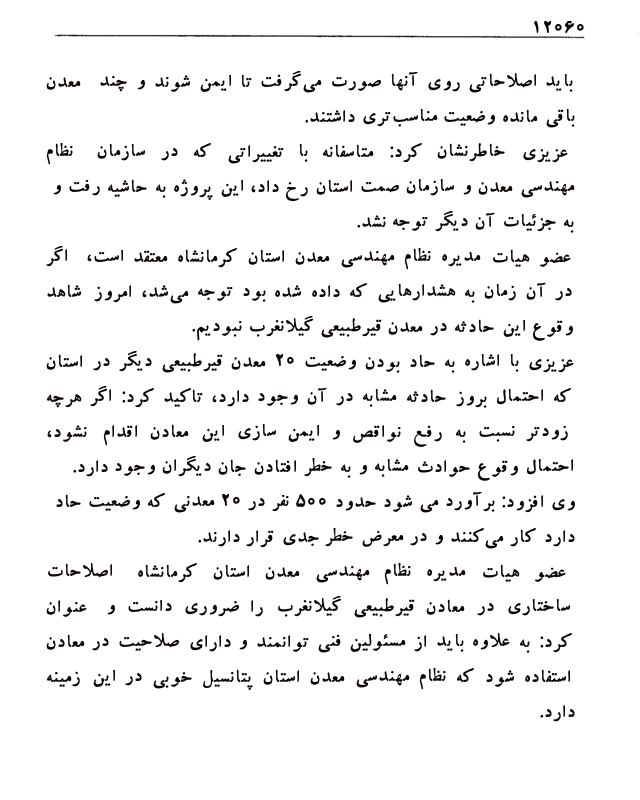 ۱۲۰۶۰
باید اصلاحاتی روی آنها صورت می‌گرفت تا ایمن شوند و چند معدن
باقی مانده وضعیت مناسب‌تری داشتند.
عزیزی خاطرنشان کرد: متاسفانه با تغییراتی که در سازمان نظام
مهندسی معدن و سازمان صمت استان رخ داد، این پروژه به حاشیه رفت و
به جزئیات آن دیگر توجه نشد.
عضو هیات مدیره نظام مهندسی معدن استان کرمانشاه معتقد است، اگر
در آن زمان به هشدارهایی که داده شده بود توجه می‌شد، امروز شاهد
وقوع این حادثه در معدن قیرطبیعی گیلانغرب نبودیم.
عزیزی با اشاره به حاد بودن وضعیت ۲۰ معدن قیرطبیعی دیگر در استان
که احتمال بروز حادثه مشابه در آن وجود دارد، تاکید کرد: اگر هرچه
زودتر نسبت به رفع نواقص و ایمن سازی این معادن اقدام نشود،
احتمال وقوع حوادث مشابه و به خطر افتادن جان دیگران وجود دارد.
وی افزود: برآورد می شود حدود ۵۰۰ نفر در ۲۰ معدنی که وضعیت حاد
دارد کار می‌کنند و در معرض خطر جدی قرار دارند.
عضو هیات مدیره نظام مهندسی معدن استان کرمانشاه اصلاحات
ساختاری در معادن قیرطبیعی گیلانغرب را ضروری دانست و عنوان
کرد: به علاوه باید از مسئولین فنی توانمند و دارای صلاحیت در معادن
استفاده شود که نظام مهندسی معدن استان پتانسیل خوبی در این زمینه
دارد.